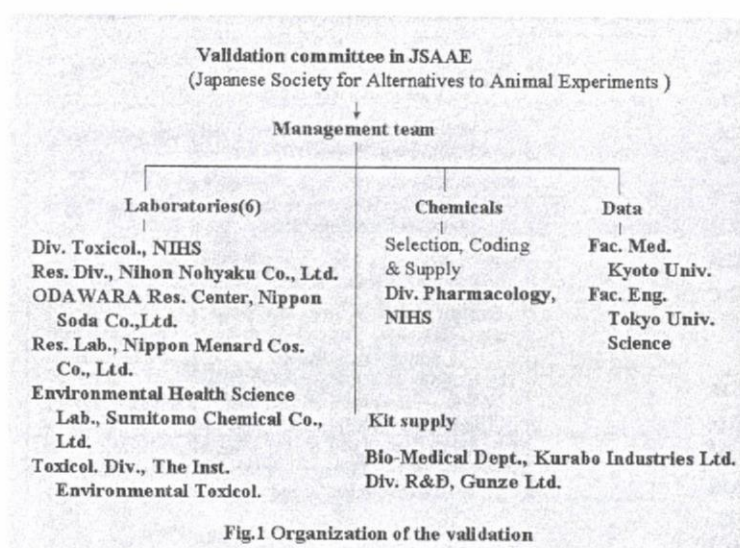 Validation committee in JSAAE
(Japanese Society for Alternatives to Animal Experiments )
Management team
Laboratories(6)
Div. Toxicol., NIHS
Res. Div., Nihon Nohyaku Co., Ltd.
ODAWARA Res. Center, Nippon
Soda Co.,Ltd.
Res. Lab., Nippon Menard Cos.
Co., Ltd.
Environmental Health Science
Lab., Sumitomo Chemical Co.,
Ltd.
Toxicol. Div., The Inst.
Environmental Toxicol.
Chemicals
Selection, Coding
& Supply
Div. Pharmacology,
NIHS
Data
Fac. Med.
Kyoto Univ.
Fac. Eng.
Tokyo Univ.
Science
Kit supply
Bio-Medical Dept., Kurabo Industries Ltd.
Div. R&D, Gunze Ltd.
Fig.1 Organization of the validation